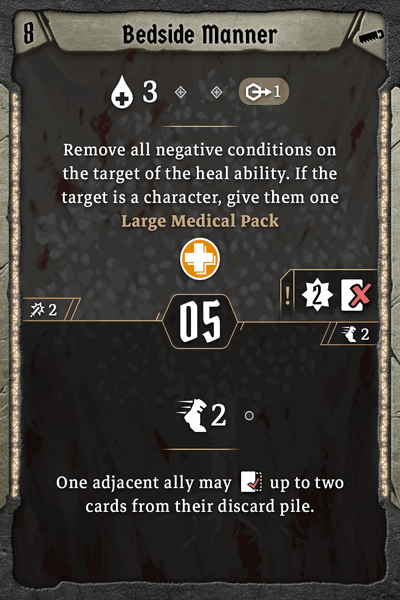 8
Bedside Manner
3
1
Remove all negative conditions on
the target of the heal ability. If the
target is a character, give them one
Large Medical Pack
! 2
2
05
2
2
One adjacent ally may up to two
cards from their discard pile.